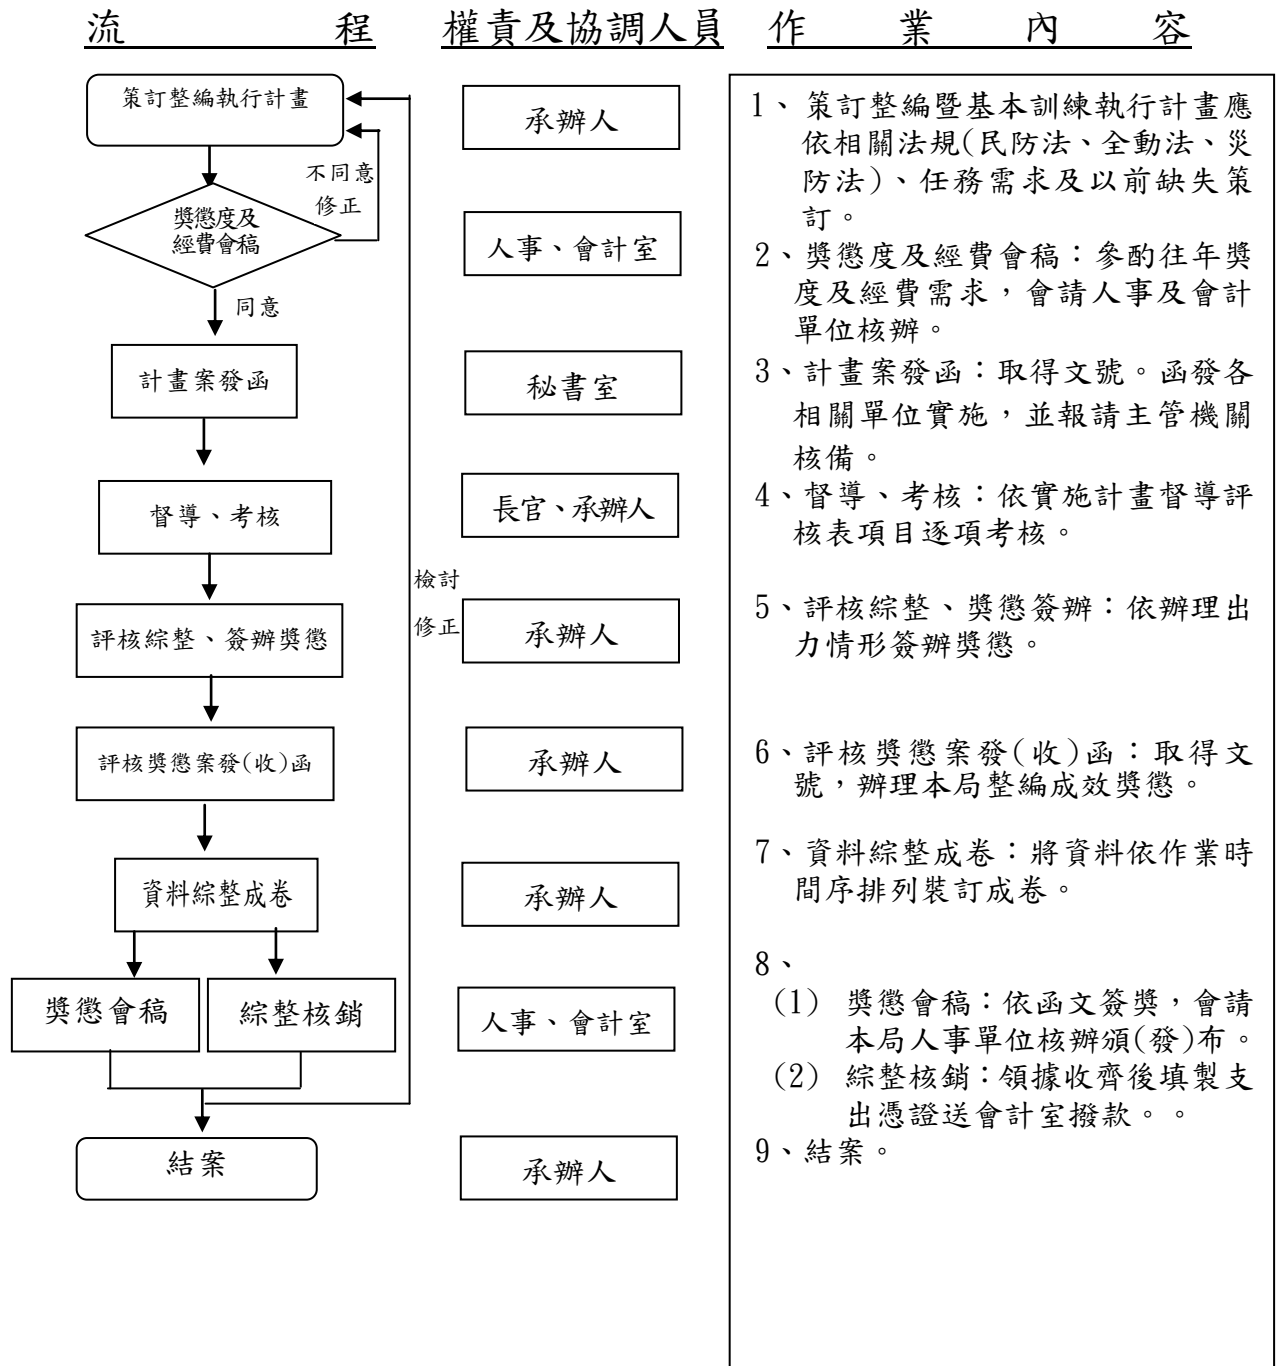 流程
權責及協調人員
作業內容
策訂整編執行計畫
不同意
修正
獎懲度及
經費會稿
同意
計畫案發函
督導、考核
檢討
修正
評核綜整、簽辦獎懲
評核獎懲案發(收)函
資料綜整成卷
獎懲會稿
綜整核銷
結案
承辦人
人事、會計室
秘書室
長官、承辦人
承辦人
承辦人
承辦人
人事、會計室
承辦人
1、策訂整編暨基本訓練執行計畫應
依相關法規(民防法、全動法、災
防法)、任務需求及以前缺失策
訂。
2、獎懲度及經費會稿：參酌往年獎
度及經費需求，會請人事及會計
單位核辦。
3、計畫案發函：取得文號。函發各
相關單位實施，並報請主管機關
核備。
4、督導、考核：依實施計畫督導評
核表項目逐項考核。
5、評核綜整、獎懲簽辦：依辦理出
力情形簽辦獎懲。
6、評核獎懲案發(收)函：取得文
號，辦理本局整編成效獎懲。
7、資料綜整成卷：將資料依作業時
間序排列裝訂成卷。
8、
(1) 獎懲會稿：依函文簽獎，會請
本局人事單位核辦頒(發)布。
(2) 綜整核銷：領據收齊後填製支
出憑證送會計室撥款。。
9、結案。